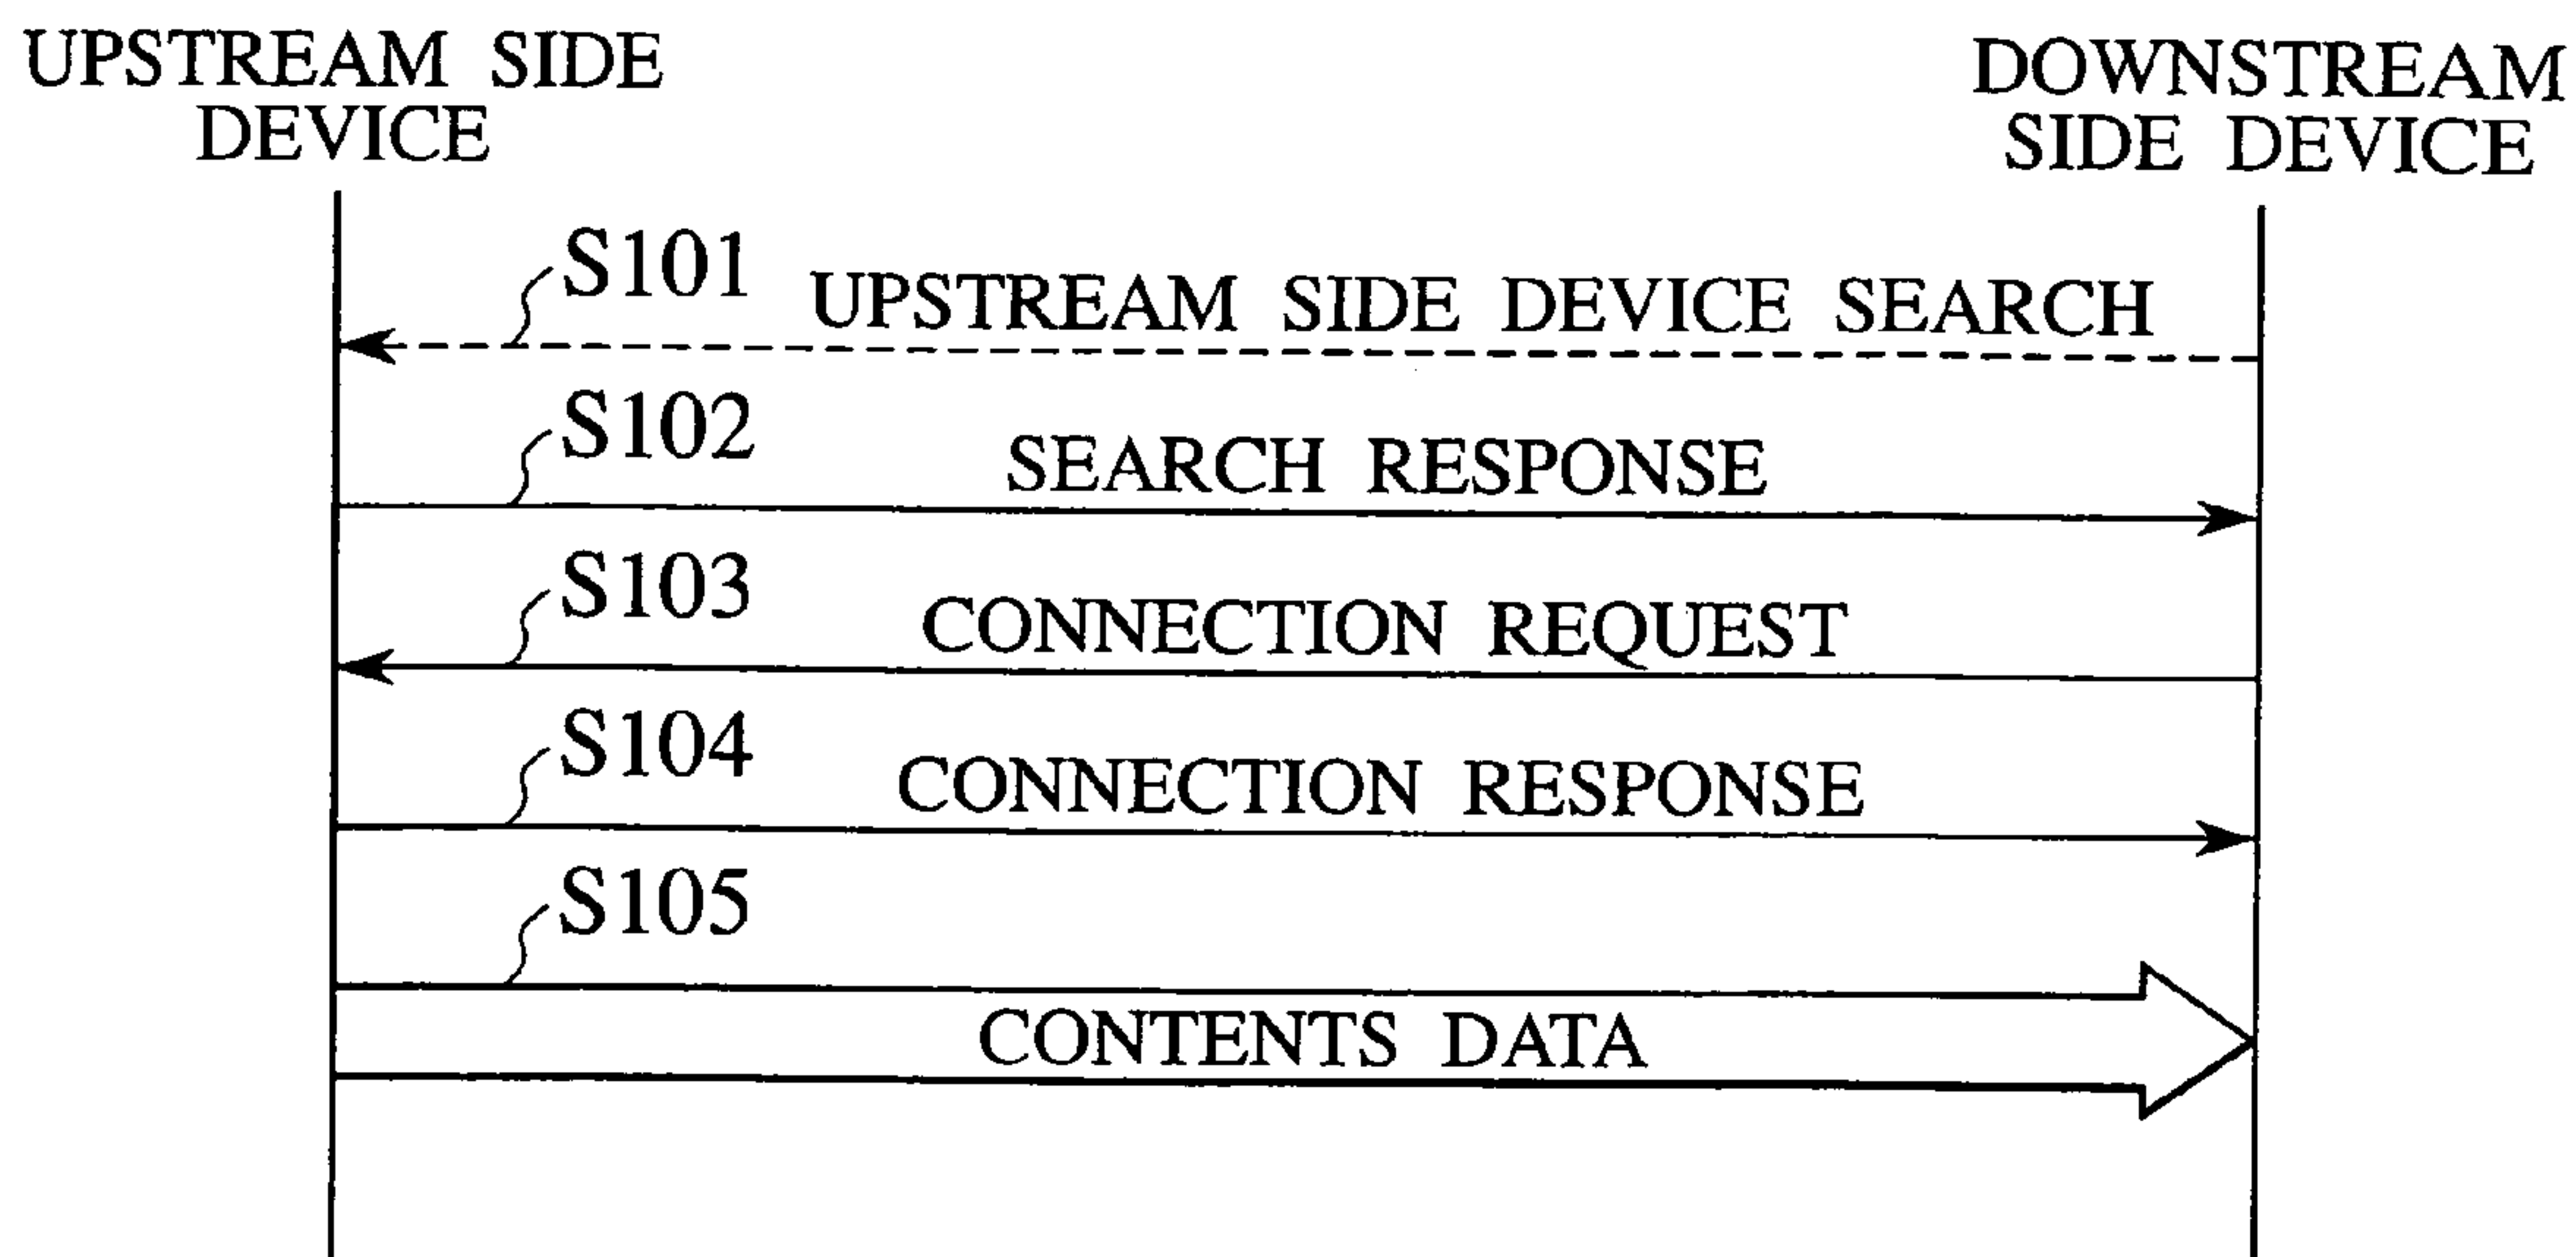 UPSTREAM SIDE
DEVICE
DOWNSTREAM
SIDE DEVICE
S101
UPSTREAM SIDE DEVICE SEARCH
S102
SEARCH RESPONSE
S103
CONNECTION REQUEST
S104
CONNECTION RESPONSE
S105
CONTENTS DATA